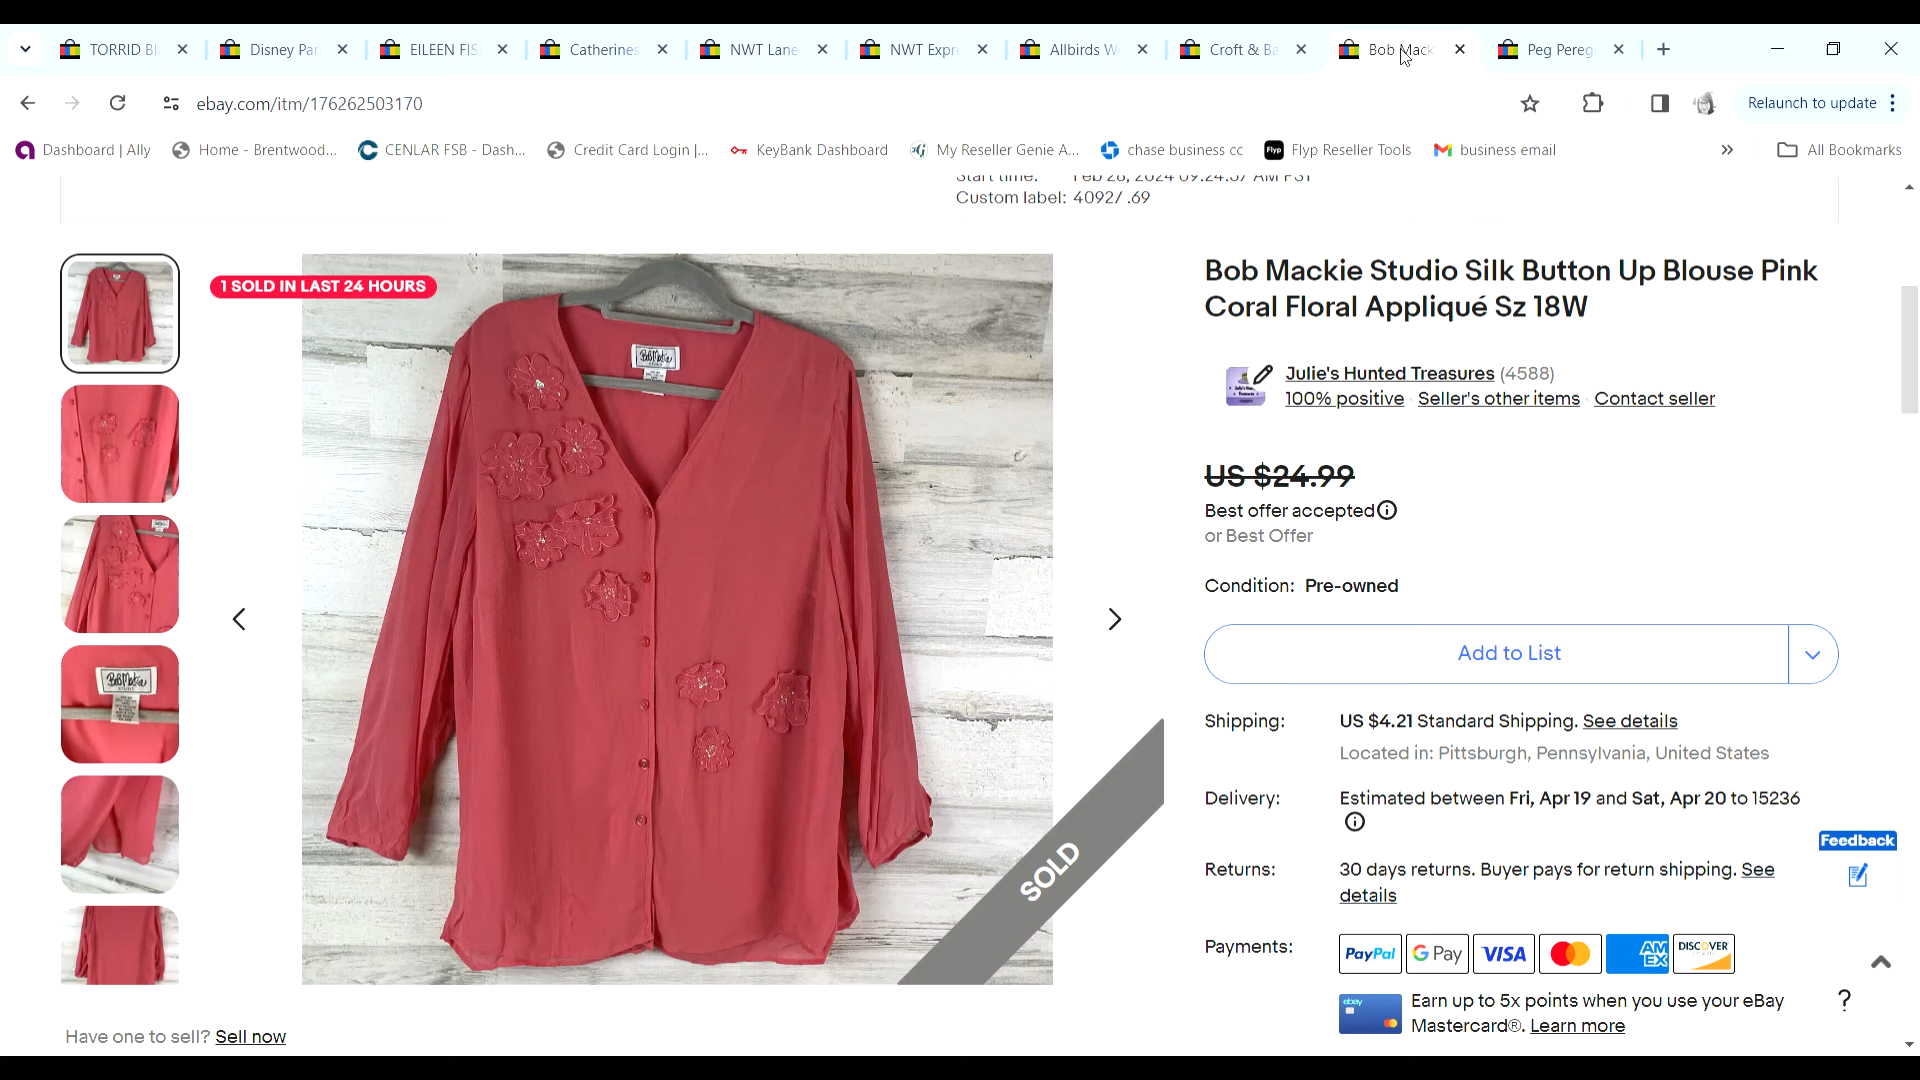 TORRID Bl
Disney Par
EILEEN FIS
Catherines
NWT Lane
NWT Expre
Allbirds W
Croft & Ba
Bob Mack
Peg Pereg
ebay.com/itm/176262503170
Relaunch to update
Dashboard | Ally
Home - Brentwood...
CENLAR FSB - Dash...
Credit Card Login |...
KeyBank Dashboard
My Reseller Genie A...
chase business cc
Flyp
Flyp Reseller Tools
business email
All Bookmarks
Custom label: 40927 .69
1 SOLD IN LAST 24 HOURS
Bob Mackie
SOLD
Bob Mackie Studio Silk Button Up Blouse Pink
Coral Floral Appliqué Sz 18W
Julie's Hunted Treasures (4588)
100% positive · Seller's other items · Contact seller
US $24.99
Best offer accepted
or Best Offer
Condition: Pre-owned
Add to List
Shipping: US $4.21 Standard Shipping. See details
Located in: Pittsburgh, Pennsylvania, United States
Delivery: Estimated between Fri, Apr 19 and Sat, Apr 20 to 15236
Feedback
Returns: 30 days returns. Buyer pays for return shipping. See
details
Payments: PayPal G Pay VISA AM EX DISCOVER
ebay
Earn up to 5x points when you use your eBay
Mastercard®. Learn more
?
Have one to sell? Sell now